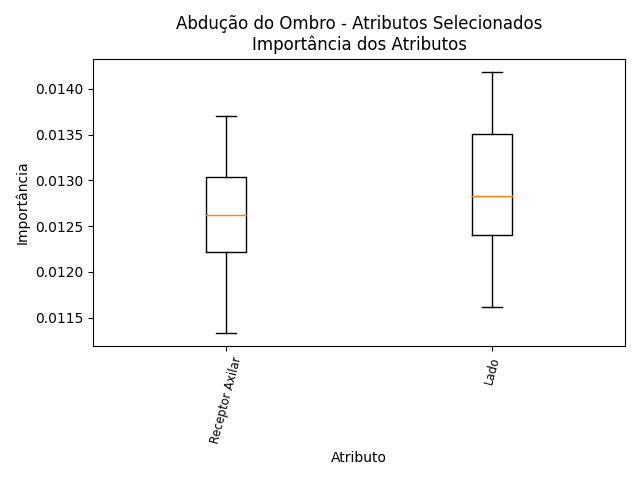 Abdução do Ombro - Atributos Selecionados
Importância dos Atributos
Importância
0.0140
0.0135
0.0130
0.0125
0.0120
0.0115
Receptor Axilar
Lado
Atributo